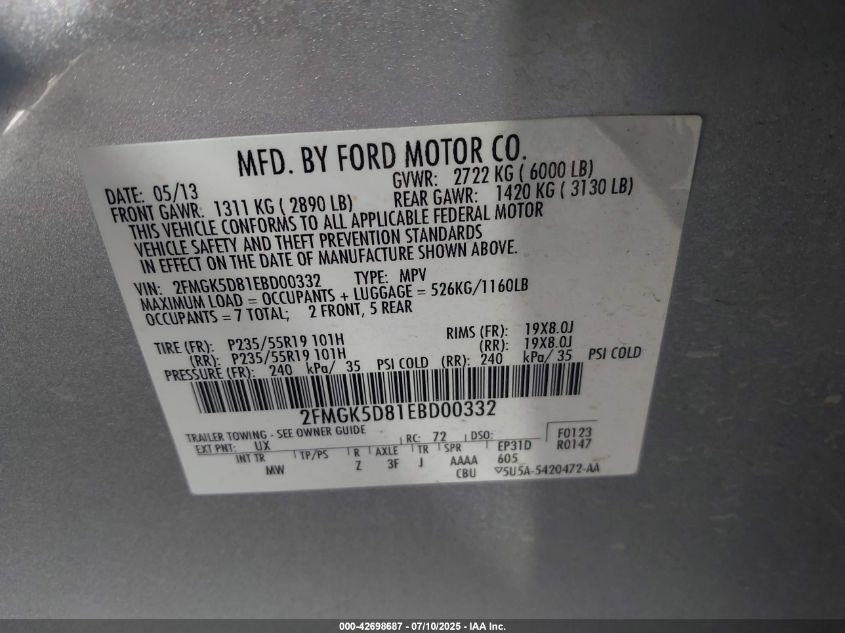 MFD. BY FORD MOTOR CO.
DATE: 05/13 GVWR: 2722 KG ( 6000 LB)
FRONT GAWR: 1311 KG ( 2890 LB) REAR GAWR: 1420 KG ( 3130 LB)
THIS VEHICLE CONFORMS TO ALL APPLICABLE FEDERAL MOTOR
VEHICLE SAFETY AND THEFT PREVENTION STANDARDS
IN EFFECT ON THE DATE OF MANUFACTURE SHOWN ABOVE.
VIN: 2FMGK5D81EBD00332 TYPE: MPV
MAXIMUM LOAD = OCCUPANTS + LUGGAGE = 526KG/1160LB
OCCUPANTS = 7 TOTAL; 2 FRONT, 5 REAR
TIRE (FR): P235/55R19 101H RIMS (FR): 19X8.0J
(RR): P235/55R19 101H (RR): 19X8.0J
PRESSURE (FR): 240 kPa/ 35 PSI COLD (RR): 240 kPa/ 35 PSI COLD
2FMGK5D81EBD00332
TRAILER TOWING - SEE OWNER GUIDE
EXT PNT: UX RC: 72 DSO: F0123
INT TR TP/PS R AXLE TR SPR EP31D R0147
MW Z 3F J AAAA 605
CBU 5U5A-5420472-AA
000-42698687 - 07/10/2025 - IAA Inc.